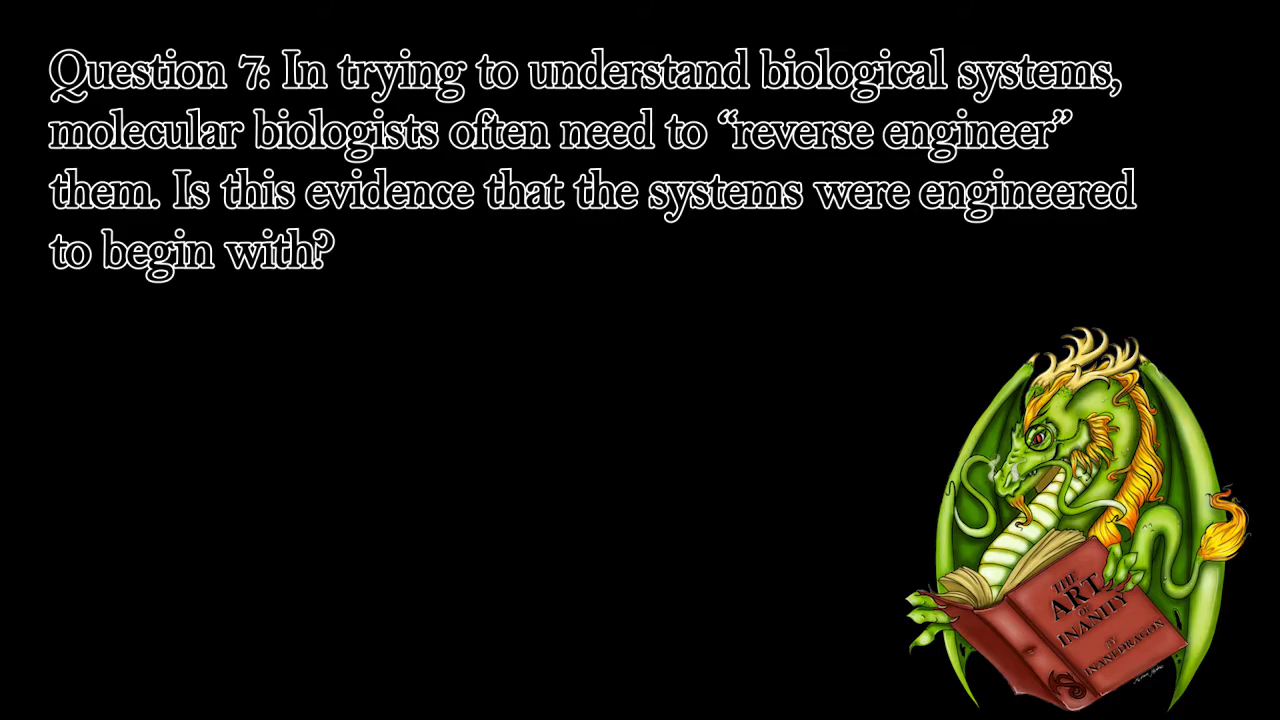 Question 7: In trying to understand biological systems,
molecular biologists often need to “reverse engineer”
them. Is this evidence that the systems were engineered
to begin with?
THE
ART
OF
INANITY
BY
INANEDRAGON